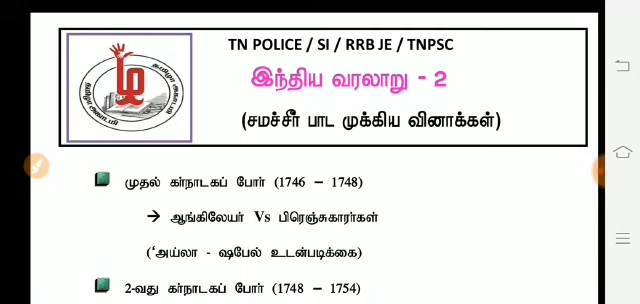 TN POLICE / SI / RRB JE / TNPSC
இந்திய வரலாறு - 2
(சமச்சீர் பாட முக்கிய வினாக்கள்)
முதல் கர்நாடகப் போர் (1746 – 1748)
→ ஆங்கிலேயர் Vs பிரெஞ்சுகாரர்கள்
(‘அய்லா - ஷபேல் உடன்படிக்கை)
2-வது கர்நாடகப் போர் (1748 – 1754)